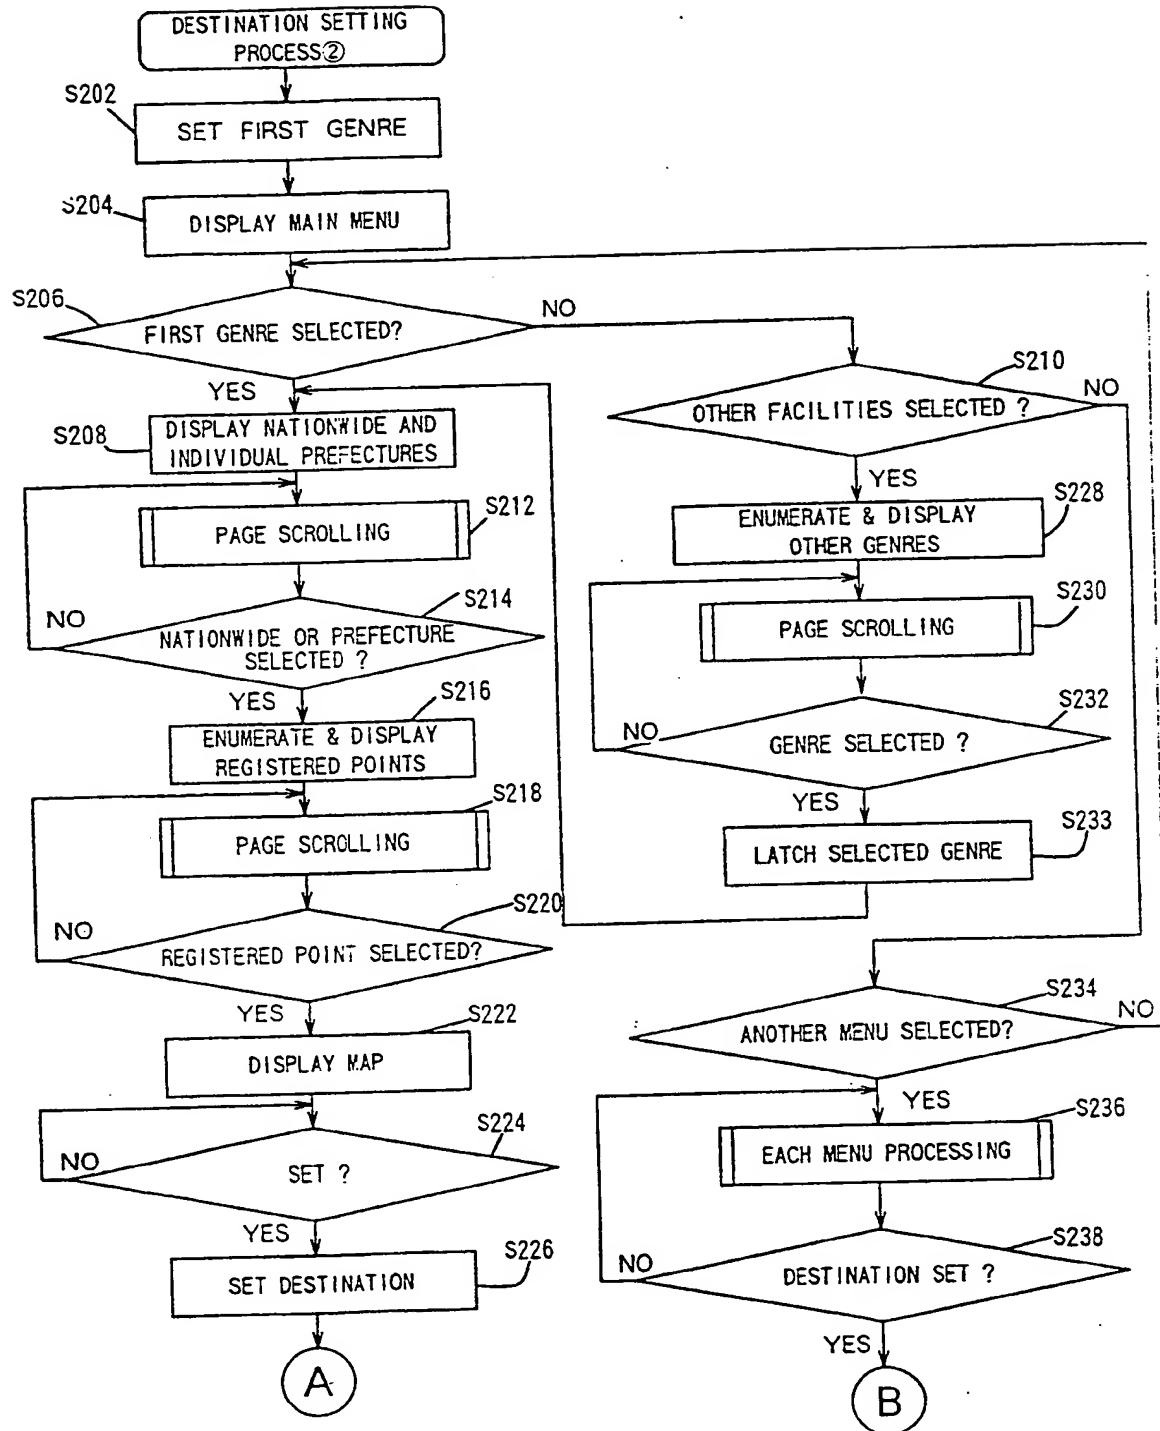 DESTINATION SETTING
PROCESS②
S202
SET FIRST GENRE
S204
DISPLAY MAIN MENU
S206
FIRST GENRE SELECTED?
NO
YES
S208
DISPLAY NATIONWIDE AND
INDIVIDUAL PREFECTURES
S212
PAGE SCROLLING
S214
NO
NATIONWIDE OR PREFECTURE
SELECTED ?
YES
S216
ENUMERATE & DISPLAY
REGISTERED POINTS
S218
PAGE SCROLLING
S220
NO
REGISTERED POINT SELECTED?
YES
S222
DISPLAY MAP
S224
NO
SET ?
YES
S226
SET DESTINATION
A
S210
NO
OTHER FACILITIES SELECTED ?
YES
S228
ENUMERATE & DISPLAY
OTHER GENRES
S230
PAGE SCROLLING
S232
NO
GENRE SELECTED ?
YES
S233
LATCH SELECTED GENRE
S234
NO
ANOTHER MENU SELECTED?
YES
S236
EACH MENU PROCESSING
S238
NO
DESTINATION SET ?
YES
B